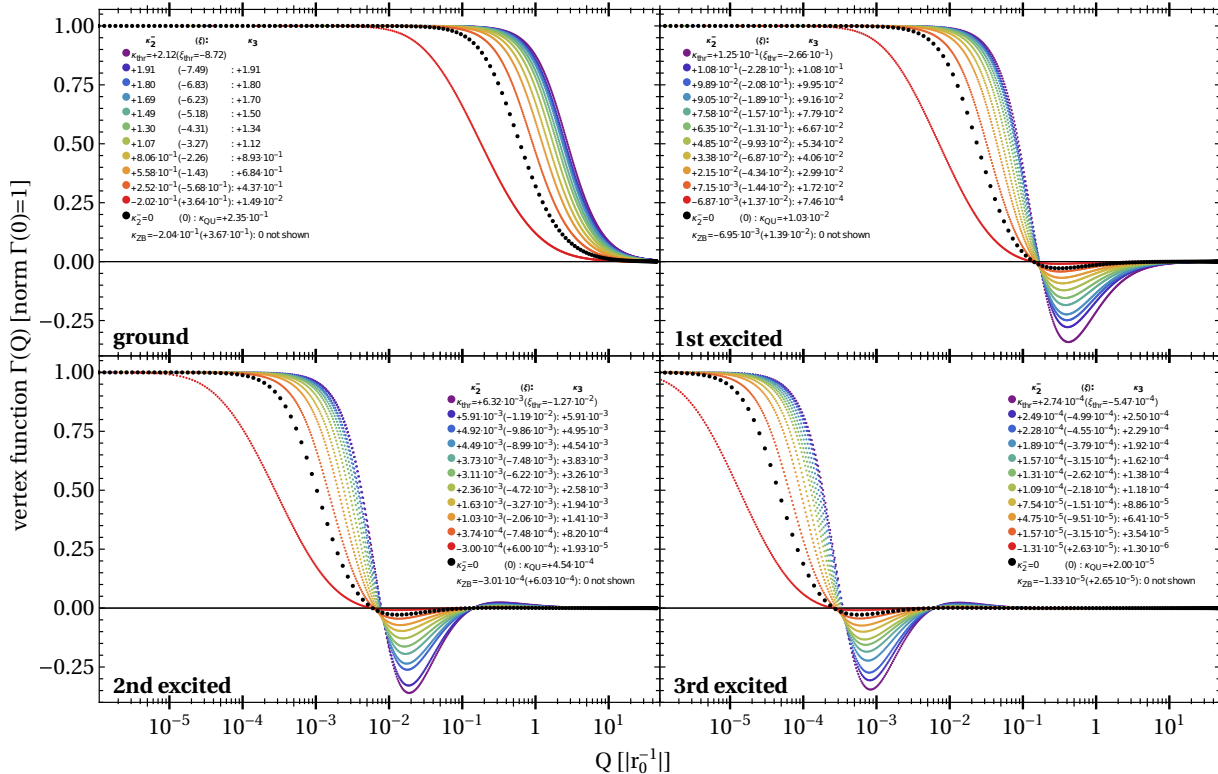 vertex function Γ(Q) [norm Γ(0)=1]
1.00
0.75
0.50
0.25
0.00
−0.25
κ₂⁻ (ξ): κ₃
κthr=+2.12(ξthr=−8.72)
+1.91 (−7.49) : +1.91
+1.80 (−6.83) : +1.80
+1.69 (−6.23) : +1.70
+1.49 (−5.18) : +1.50
+1.30 (−4.31) : +1.34
+1.07 (−3.27) : +1.12
+8.06·10⁻¹(−2.26) : +8.93·10⁻¹
+5.58·10⁻¹(−1.43) : +6.84·10⁻¹
+2.52·10⁻¹(−5.68·10⁻¹): +4.37·10⁻¹
−2.02·10⁻¹(+3.64·10⁻¹): +1.49·10⁻²
κ₂⁻=0 (0) : κQU=+2.35·10⁻¹
κZB=−2.04·10⁻¹(+3.67·10⁻¹): 0 not shown
ground
κ₂⁻ (ξ): κ₃
κthr=+1.25·10⁻¹(ξthr=−2.66·10⁻¹)
+1.08·10⁻¹(−2.28·10⁻¹): +1.08·10⁻¹
+9.89·10⁻²(−2.08·10⁻¹): +9.95·10⁻²
+9.05·10⁻²(−1.89·10⁻¹): +9.16·10⁻²
+7.58·10⁻²(−1.57·10⁻¹): +7.79·10⁻²
+6.35·10⁻²(−1.31·10⁻¹): +6.67·10⁻²
+4.85·10⁻²(−9.93·10⁻²): +5.34·10⁻²
+3.38·10⁻²(−6.87·10⁻²): +4.06·10⁻²
+2.15·10⁻²(−4.34·10⁻²): +2.99·10⁻²
+7.15·10⁻³(−1.44·10⁻²): +1.72·10⁻²
−6.87·10⁻³(+1.37·10⁻²): +7.46·10⁻⁴
κ₂⁻=0 (0) : κQU=+1.03·10⁻²
κZB=−6.95·10⁻³(+1.39·10⁻²): 0 not shown
1st excited
1.00
0.75
0.50
0.25
0.00
−0.25
κ₂⁻ (ξ): κ₃
κthr=+6.32·10⁻³(ξthr=−1.27·10⁻²)
+5.91·10⁻³(−1.19·10⁻²): +5.91·10⁻³
+4.92·10⁻³(−9.86·10⁻³): +4.95·10⁻³
+4.49·10⁻³(−8.99·10⁻³): +4.54·10⁻³
+3.73·10⁻³(−7.48·10⁻³): +3.83·10⁻³
+3.11·10⁻³(−6.22·10⁻³): +3.26·10⁻³
+2.36·10⁻³(−4.72·10⁻³): +2.58·10⁻³
+1.63·10⁻³(−3.27·10⁻³): +1.94·10⁻³
+1.03·10⁻³(−2.06·10⁻³): +1.41·10⁻³
+3.74·10⁻⁴(−7.48·10⁻⁴): +8.20·10⁻⁴
−3.00·10⁻⁴(+6.00·10⁻⁴): +1.93·10⁻⁵
κ₂⁻=0 (0) : κQU=+4.54·10⁻⁴
κZB=−3.01·10⁻⁴(+6.03·10⁻⁴): 0 not shown
2nd excited
κ₂⁻ (ξ): κ₃
κthr=+2.74·10⁻⁴(ξthr=−5.47·10⁻⁴)
+2.49·10⁻⁴(−4.99·10⁻⁴): +2.50·10⁻⁴
+2.28·10⁻⁴(−4.55·10⁻⁴): +2.29·10⁻⁴
+1.89·10⁻⁴(−3.79·10⁻⁴): +1.92·10⁻⁴
+1.57·10⁻⁴(−3.15·10⁻⁴): +1.62·10⁻⁴
+1.31·10⁻⁴(−2.62·10⁻⁴): +1.38·10⁻⁴
+1.09·10⁻⁴(−2.18·10⁻⁴): +1.18·10⁻⁴
+7.54·10⁻⁵(−1.51·10⁻⁴): +8.86·10⁻⁵
+4.75·10⁻⁵(−9.51·10⁻⁵): +6.41·10⁻⁵
+1.57·10⁻⁵(−3.15·10⁻⁵): +3.54·10⁻⁵
−1.31·10⁻⁵(+2.63·10⁻⁵): +1.30·10⁻⁶
κ₂⁻=0 (0) : κQU=+2.00·10⁻⁵
κZB=−1.33·10⁻⁵(+2.65·10⁻⁵): 0 not shown
3rd excited
10⁻⁵ 10⁻⁴ 10⁻³ 10⁻² 10⁻¹ 1 10¹
10⁻⁵ 10⁻⁴ 10⁻³ 10⁻² 10⁻¹ 1 10¹
Q [|r₀⁻¹|]